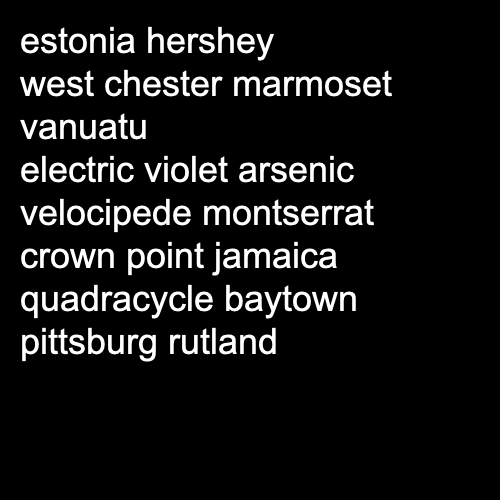 estonia hershey
west chester marmoset
vanuatu
electric violet arsenic
velocipede montserrat
crown point jamaica
quadracycle baytown
pittsburg rutland